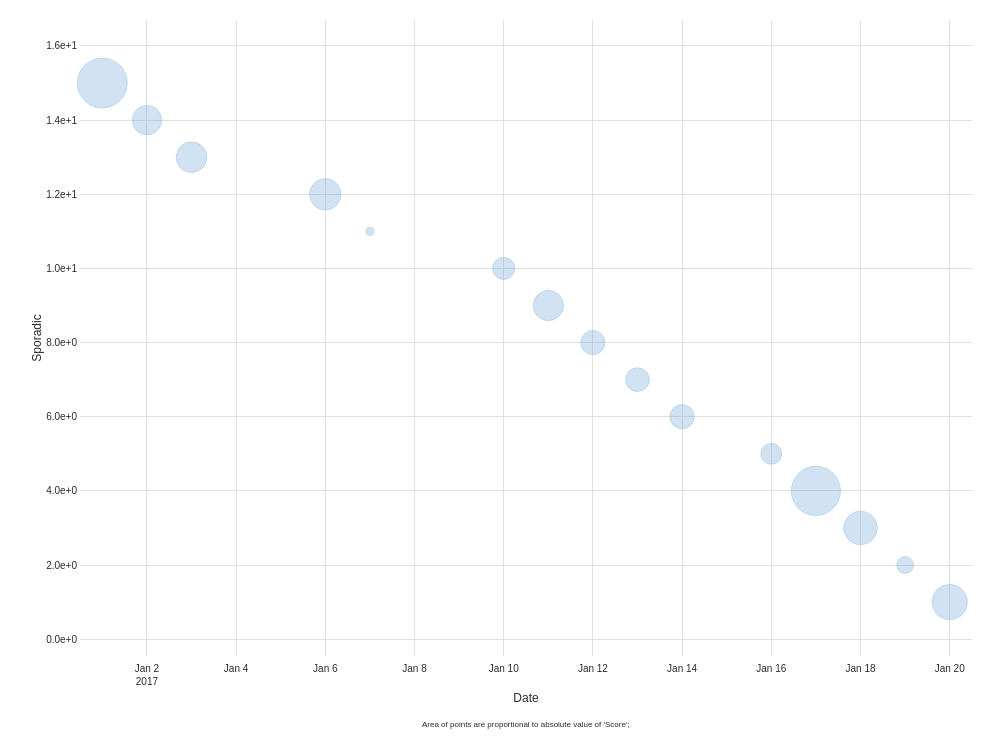 1.6e+1
1.4e+1
1.2e+1
1.0e+1
8.0e+0
6.0e+0
4.0e+0
2.0e+0
0.0e+0
Sporadic
Jan 2 Jan 4 Jan 6 Jan 8 Jan 10 Jan 12 Jan 14 Jan 16 Jan 18 Jan 20
2017
Date
Area of points are proportional to absolute value of 'Score';